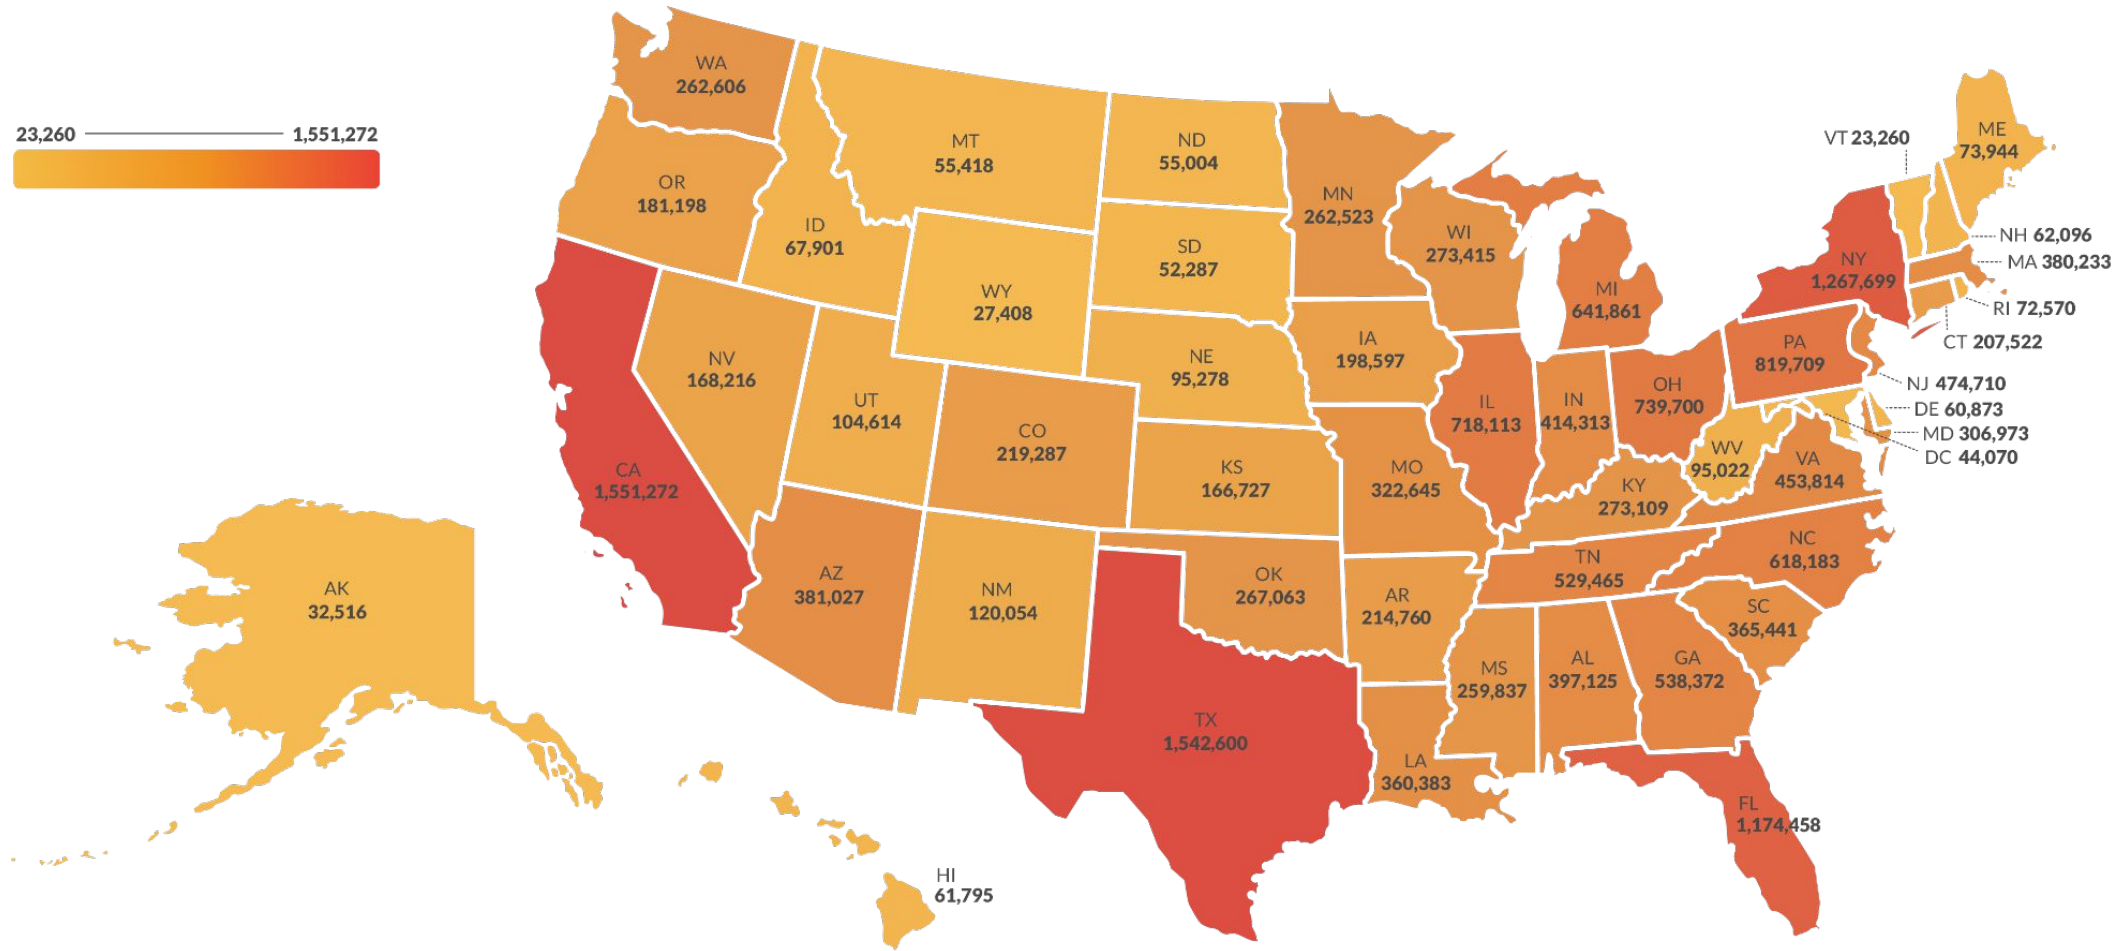 23,260
1,551,272
WA
262,606
OR
181,198
CA
1,551,272
ID
67,901
NV
168,216
MT
55,418
WY
27,408
UT
104,614
AZ
381,027
CO
219,287
NM
120,054
ND
55,004
SD
52,287
NE
95,278
KS
166,727
OK
267,063
TX
1,542,600
MN
262,523
IA
198,597
MO
322,645
AR
214,760
LA
360,383
WI
273,415
IL
718,113
MI
641,861
IN
414,313
OH
739,700
KY
273,109
TN
529,465
MS
259,837
AL
397,125
GA
538,372
FL
1,174,458
SC
365,441
NC
618,183
VA
453,814
WV
95,022
PA
819,709
NY
1,267,699
VT 23,260
ME
73,944
NH 62,096
MA 380,233
RI 72,570
CT 207,522
NJ 474,710
DE 60,873
MD 306,973
DC 44,070
AK
32,516
HI
61,795